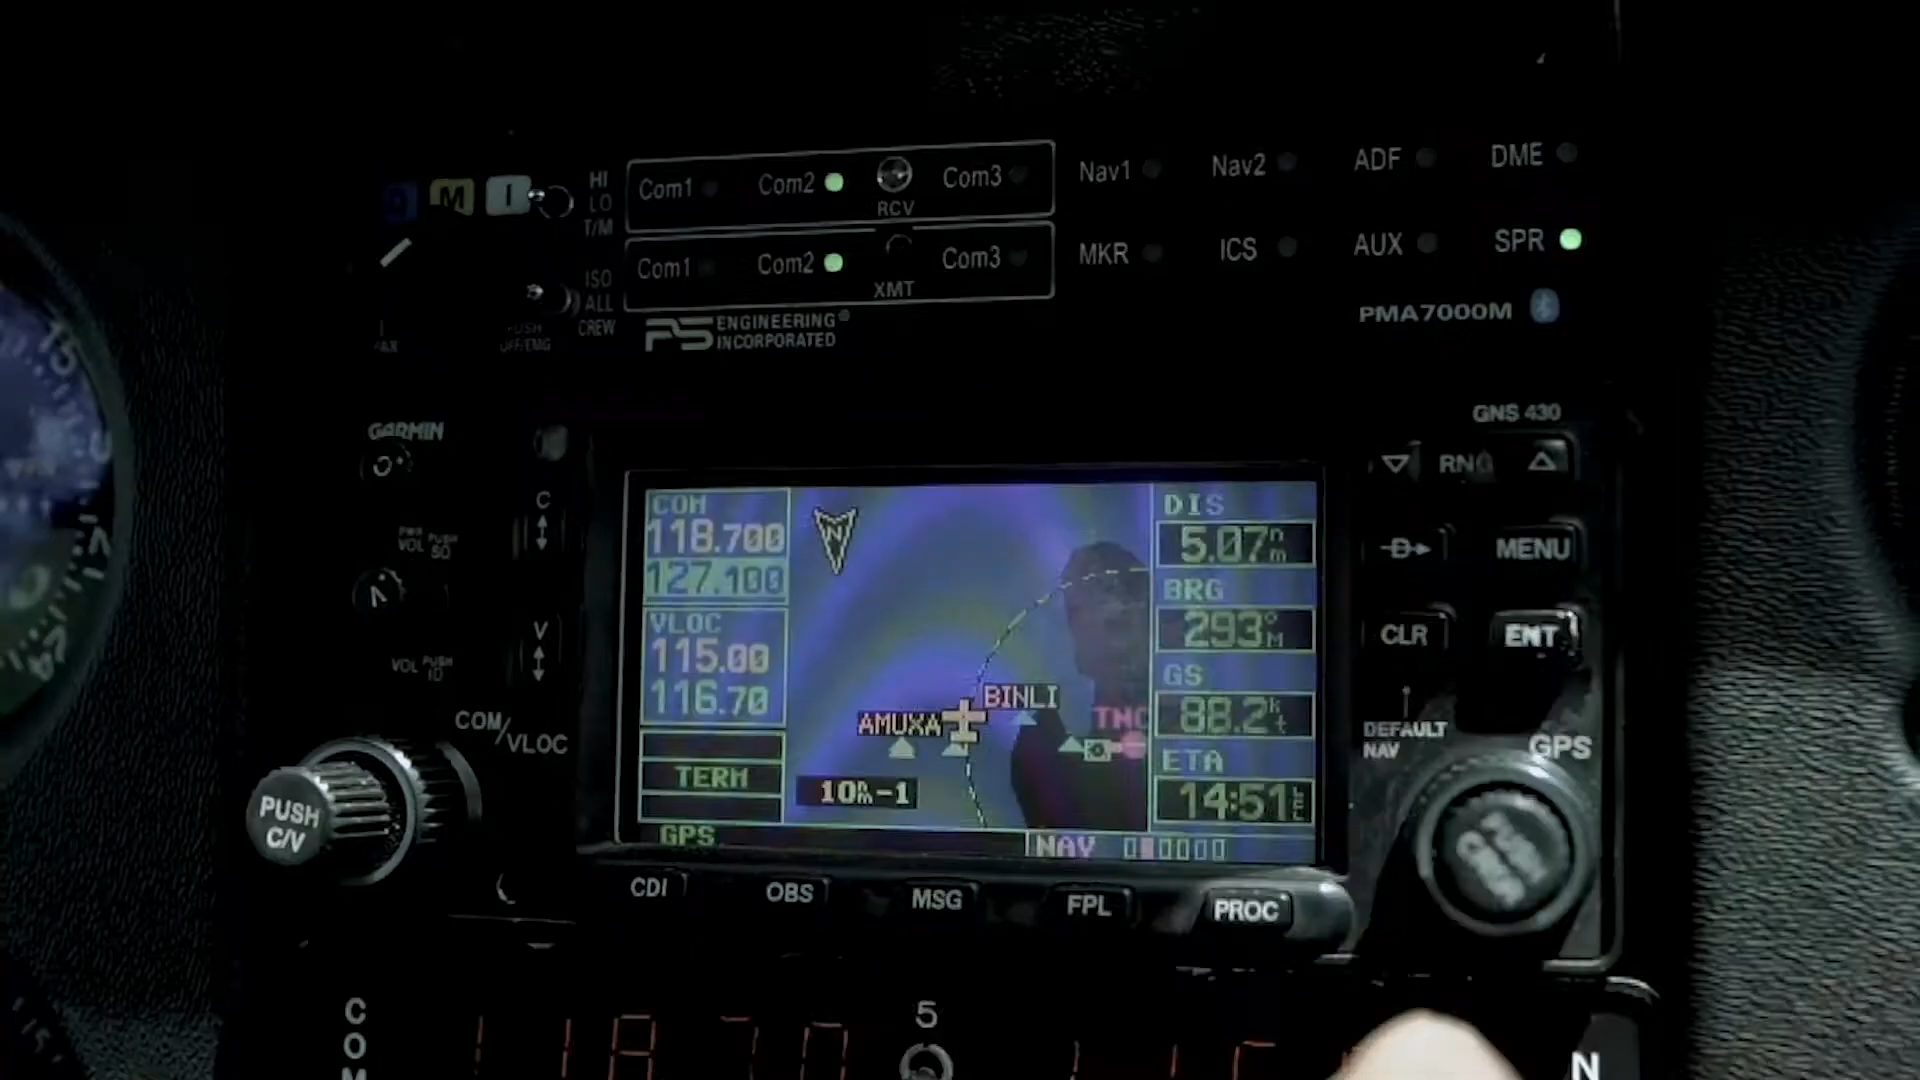 M I
HI
LO
T/M
Com1 Com2 Com3
RCV
Nav1 Nav2 ADF DME
ISO
ALL
CREW
Com1 Com2 Com3
XMT
MKR ICS AUX SPR
PUSH
OFF/EMG
PS ENGINEERING®
INCORPORATED
PMA7000M
GARMIN
GNS 430
RNG
C
PWR
VOL PUSH
SQ
V
VOL PUSH
ID
COM/VLOC
PUSH
C/V
COM
118.700
127.100
VLOC
115.00
116.70
TERM
GPS
N
AMUXA
BINLI
10nm-1
NAV
DIS
5.07nm
BRG
293°M
GS
88.2kt
ETA
14:51
D MENU
CLR ENT
DEFAULT
NAV
GPS
CDI OBS MSG FPL PROC
C
O
M
5
N